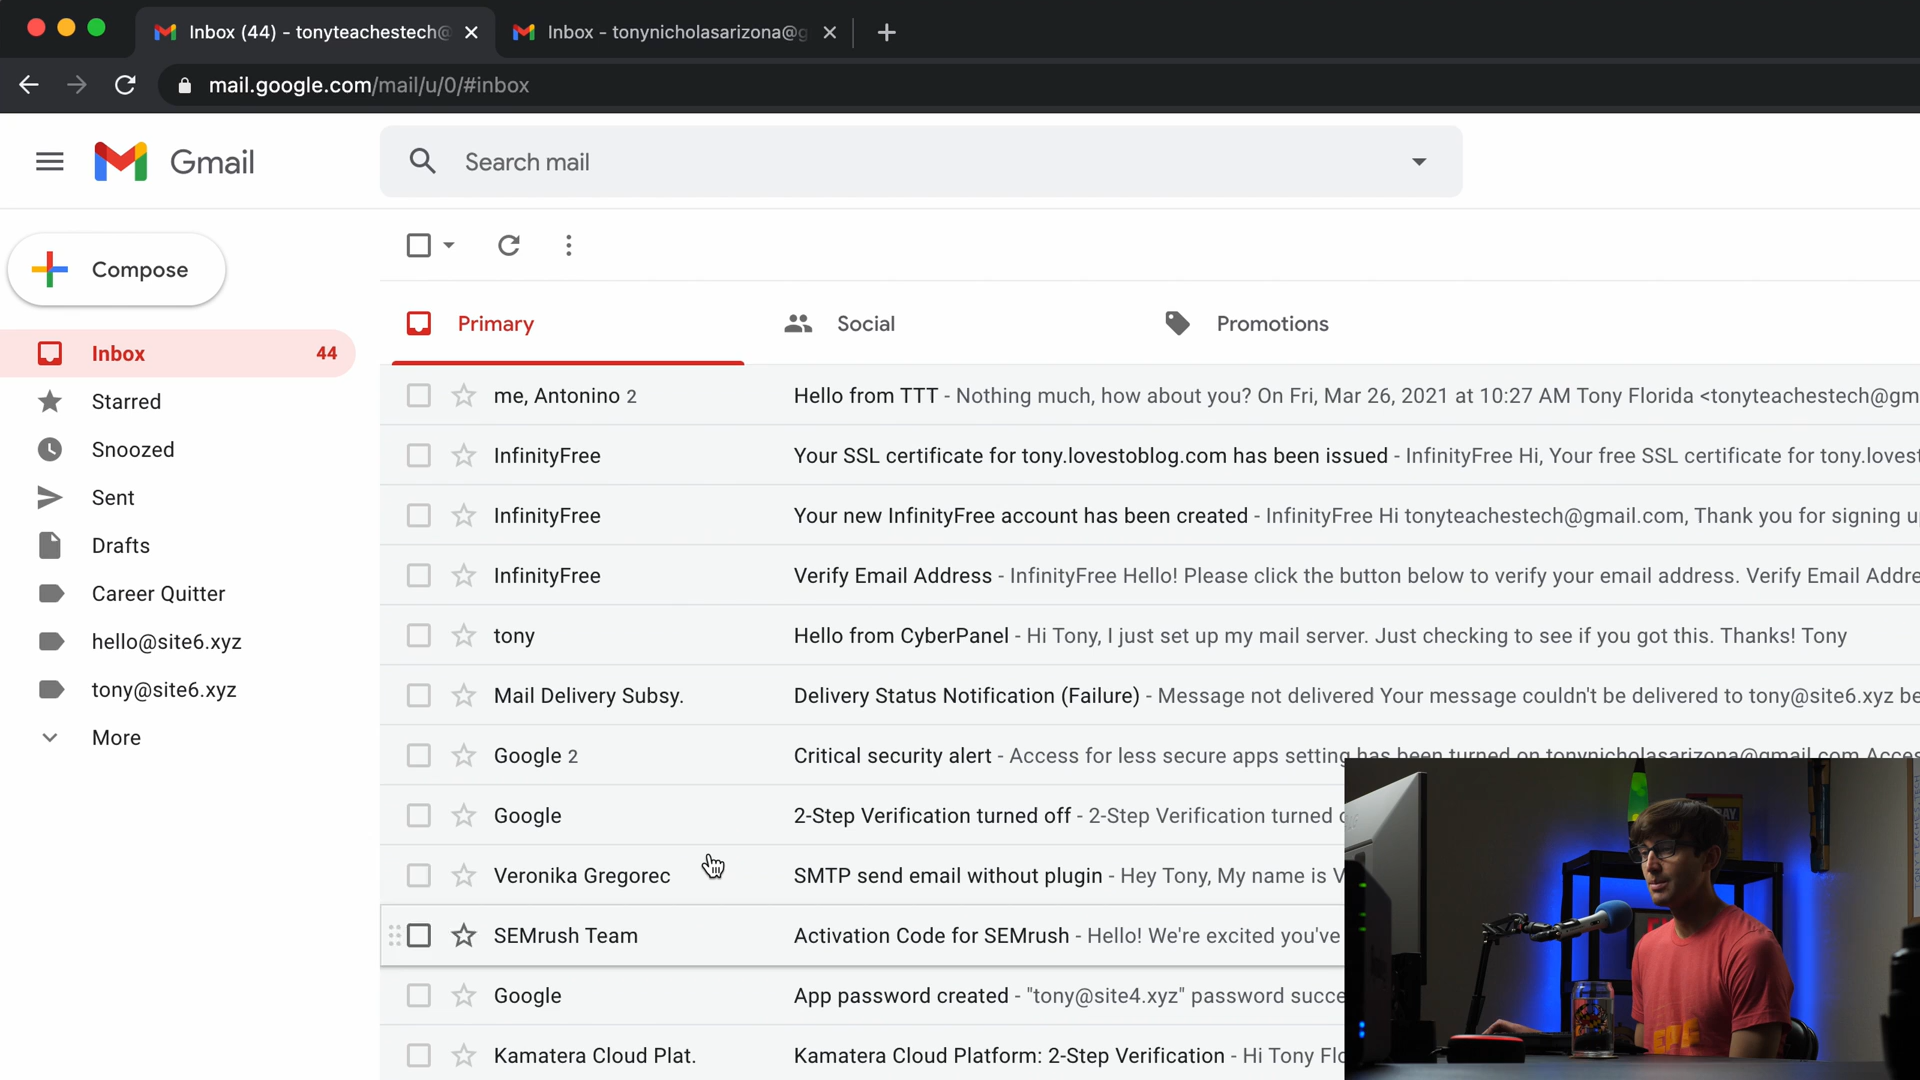 Inbox (44) - tonyteachestech@
Inbox - tonynicholasarizona@g
mail.google.com/mail/u/0/#inbox
Gmail
Search mail
Compose
Primary
Social
Promotions
Inbox 44
Starred
Snoozed
Sent
Drafts
Career Quitter
hello@site6.xyz
tony@site6.xyz
More
me, Antonino 2 Hello from TTT - Nothing much, how about you? On Fri, Mar 26, 2021 at 10:27 AM Tony Florida <tonyteachestech@gm
InfinityFree Your SSL certificate for tony.lovestoblog.com has been issued - InfinityFree Hi, Your free SSL certificate for tony.lovest
InfinityFree Your new InfinityFree account has been created - InfinityFree Hi tonyteachestech@gmail.com, Thank you for signing u
InfinityFree Verify Email Address - InfinityFree Hello! Please click the button below to verify your email address. Verify Email Addre
tony Hello from CyberPanel - Hi Tony, I just set up my mail server. Just checking to see if you got this. Thanks! Tony
Mail Delivery Subsy. Delivery Status Notification (Failure) - Message not delivered Your message couldn't be delivered to tony@site6.xyz be
Google 2 Critical security alert - Access for less secure apps setting has been turned on tonynicholasarizona@gmail.com Acces
Google 2-Step Verification turned off - 2-Step Verification turned o
Veronika Gregorec SMTP send email without plugin - Hey Tony, My name is V
SEMrush Team Activation Code for SEMrush - Hello! We're excited you've
Google App password created - "tony@site4.xyz" password succe
Kamatera Cloud Plat. Kamatera Cloud Platform: 2-Step Verification - Hi Tony Flo